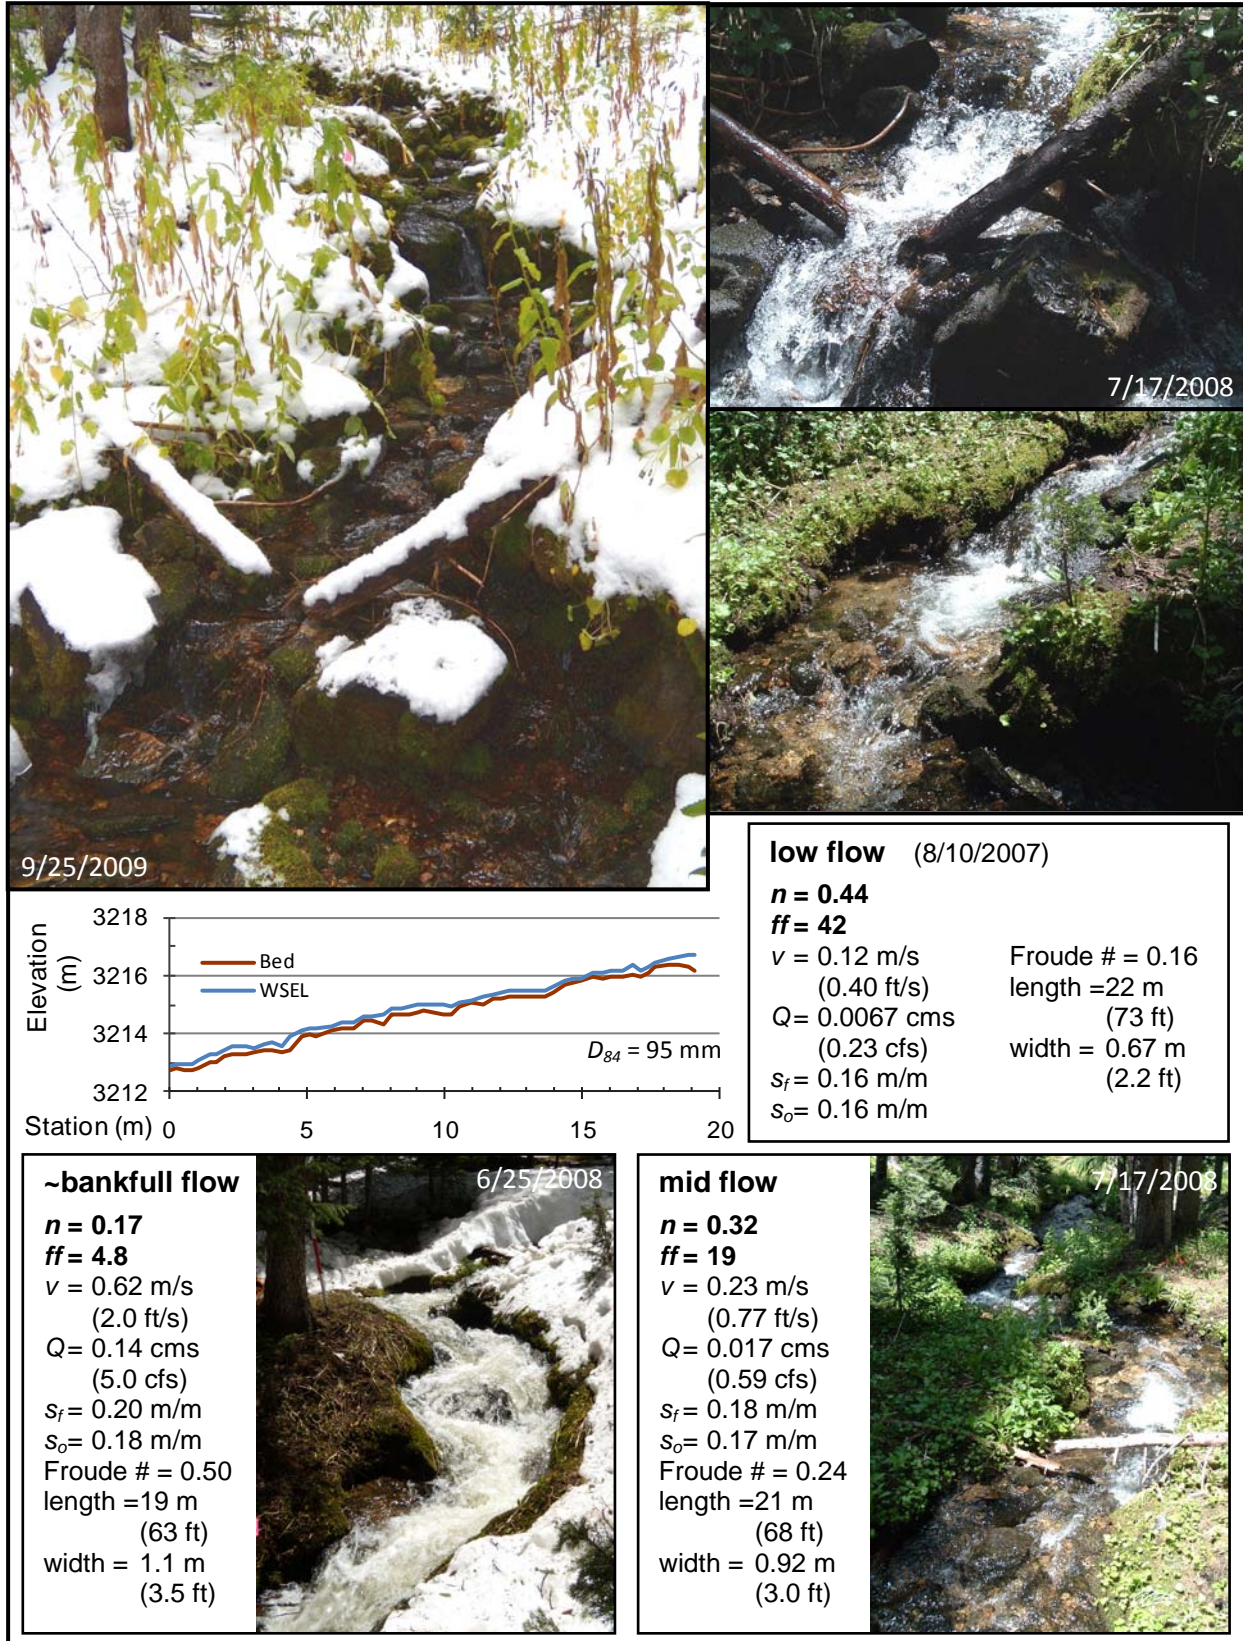 9/25/2009
7/17/2008
low flow (8/10/2007)
n = 0.44
ff = 42
v = 0.12 m/s
(0.40 ft/s)
Q = 0.0067 cms
(0.23 cfs)
sf = 0.16 m/m
so= 0.16 m/m
Froude # = 0.16
length =22 m
(73 ft)
width = 0.67 m
(2.2 ft)
Elevation
(m)
3218
3216
3214
3212
Bed
WSEL
D84 = 95 mm
Station (m) 0 5 10 15 20
~bankfull flow
n = 0.17
ff = 4.8
v = 0.62 m/s
(2.0 ft/s)
Q= 0.14 cms
(5.0 cfs)
sf = 0.20 m/m
so= 0.18 m/m
Froude # = 0.50
length =19 m
(63 ft)
width = 1.1 m
(3.5 ft)
6/25/2008
mid flow
n = 0.32
ff = 19
v = 0.23 m/s
(0.77 ft/s)
Q= 0.017 cms
(0.59 cfs)
sf = 0.18 m/m
so= 0.17 m/m
Froude # = 0.24
length =21 m
(68 ft)
width = 0.92 m
(3.0 ft)
7/17/2008